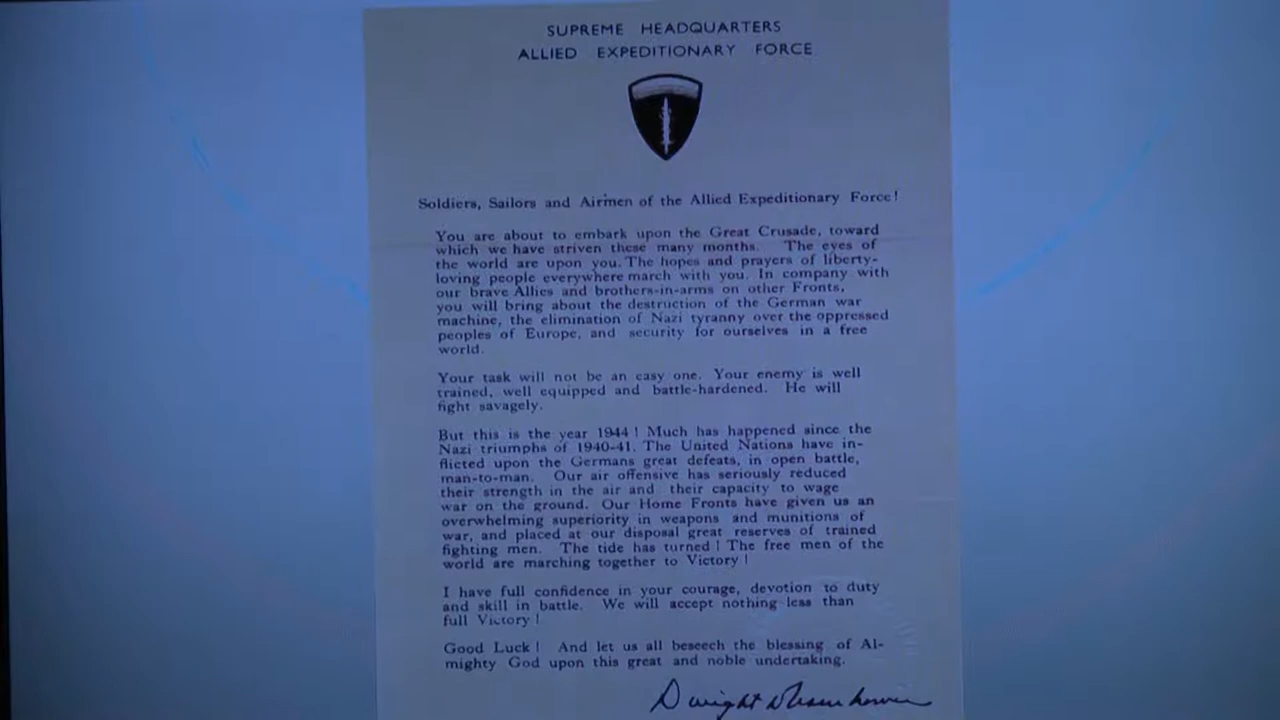 SUPREME HEADQUARTERS
ALLIED EXPEDITIONARY FORCE
Soldiers, Sailors and Airmen of the Allied Expeditionary Force!
You are about to embark upon the Great Crusade, toward
which we have striven these many months. The eyes of
the world are upon you. The hopes and prayers of liberty-
loving people everywhere march with you. In company with
our brave Allies and brothers-in-arms on other Fronts,
you will bring about the destruction of the German war
machine, the elimination of Nazi tyranny over the oppressed
peoples of Europe, and security for ourselves in a free
world.
Your task will not be an easy one. Your enemy is well
trained, well equipped and battle-hardened. He will
fight savagely.
But this is the year 1944! Much has happened since the
Nazi triumphs of 1940-41. The United Nations have in-
flicted upon the Germans great defeats, in open battle,
man-to-man. Our air offensive has seriously reduced
their strength in the air and their capacity to wage
war on the ground. Our Home Fronts have given us an
overwhelming superiority in weapons and munitions of
war, and placed at our disposal great reserves of trained
fighting men. The tide has turned! The free men of the
world are marching together to Victory!
I have full confidence in your courage, devotion to duty
and skill in battle. We will accept nothing less than
full Victory!
Good Luck! And let us all beseech the blessing of Al-
mighty God upon this great and noble undertaking.
Dwight D Eisenhower